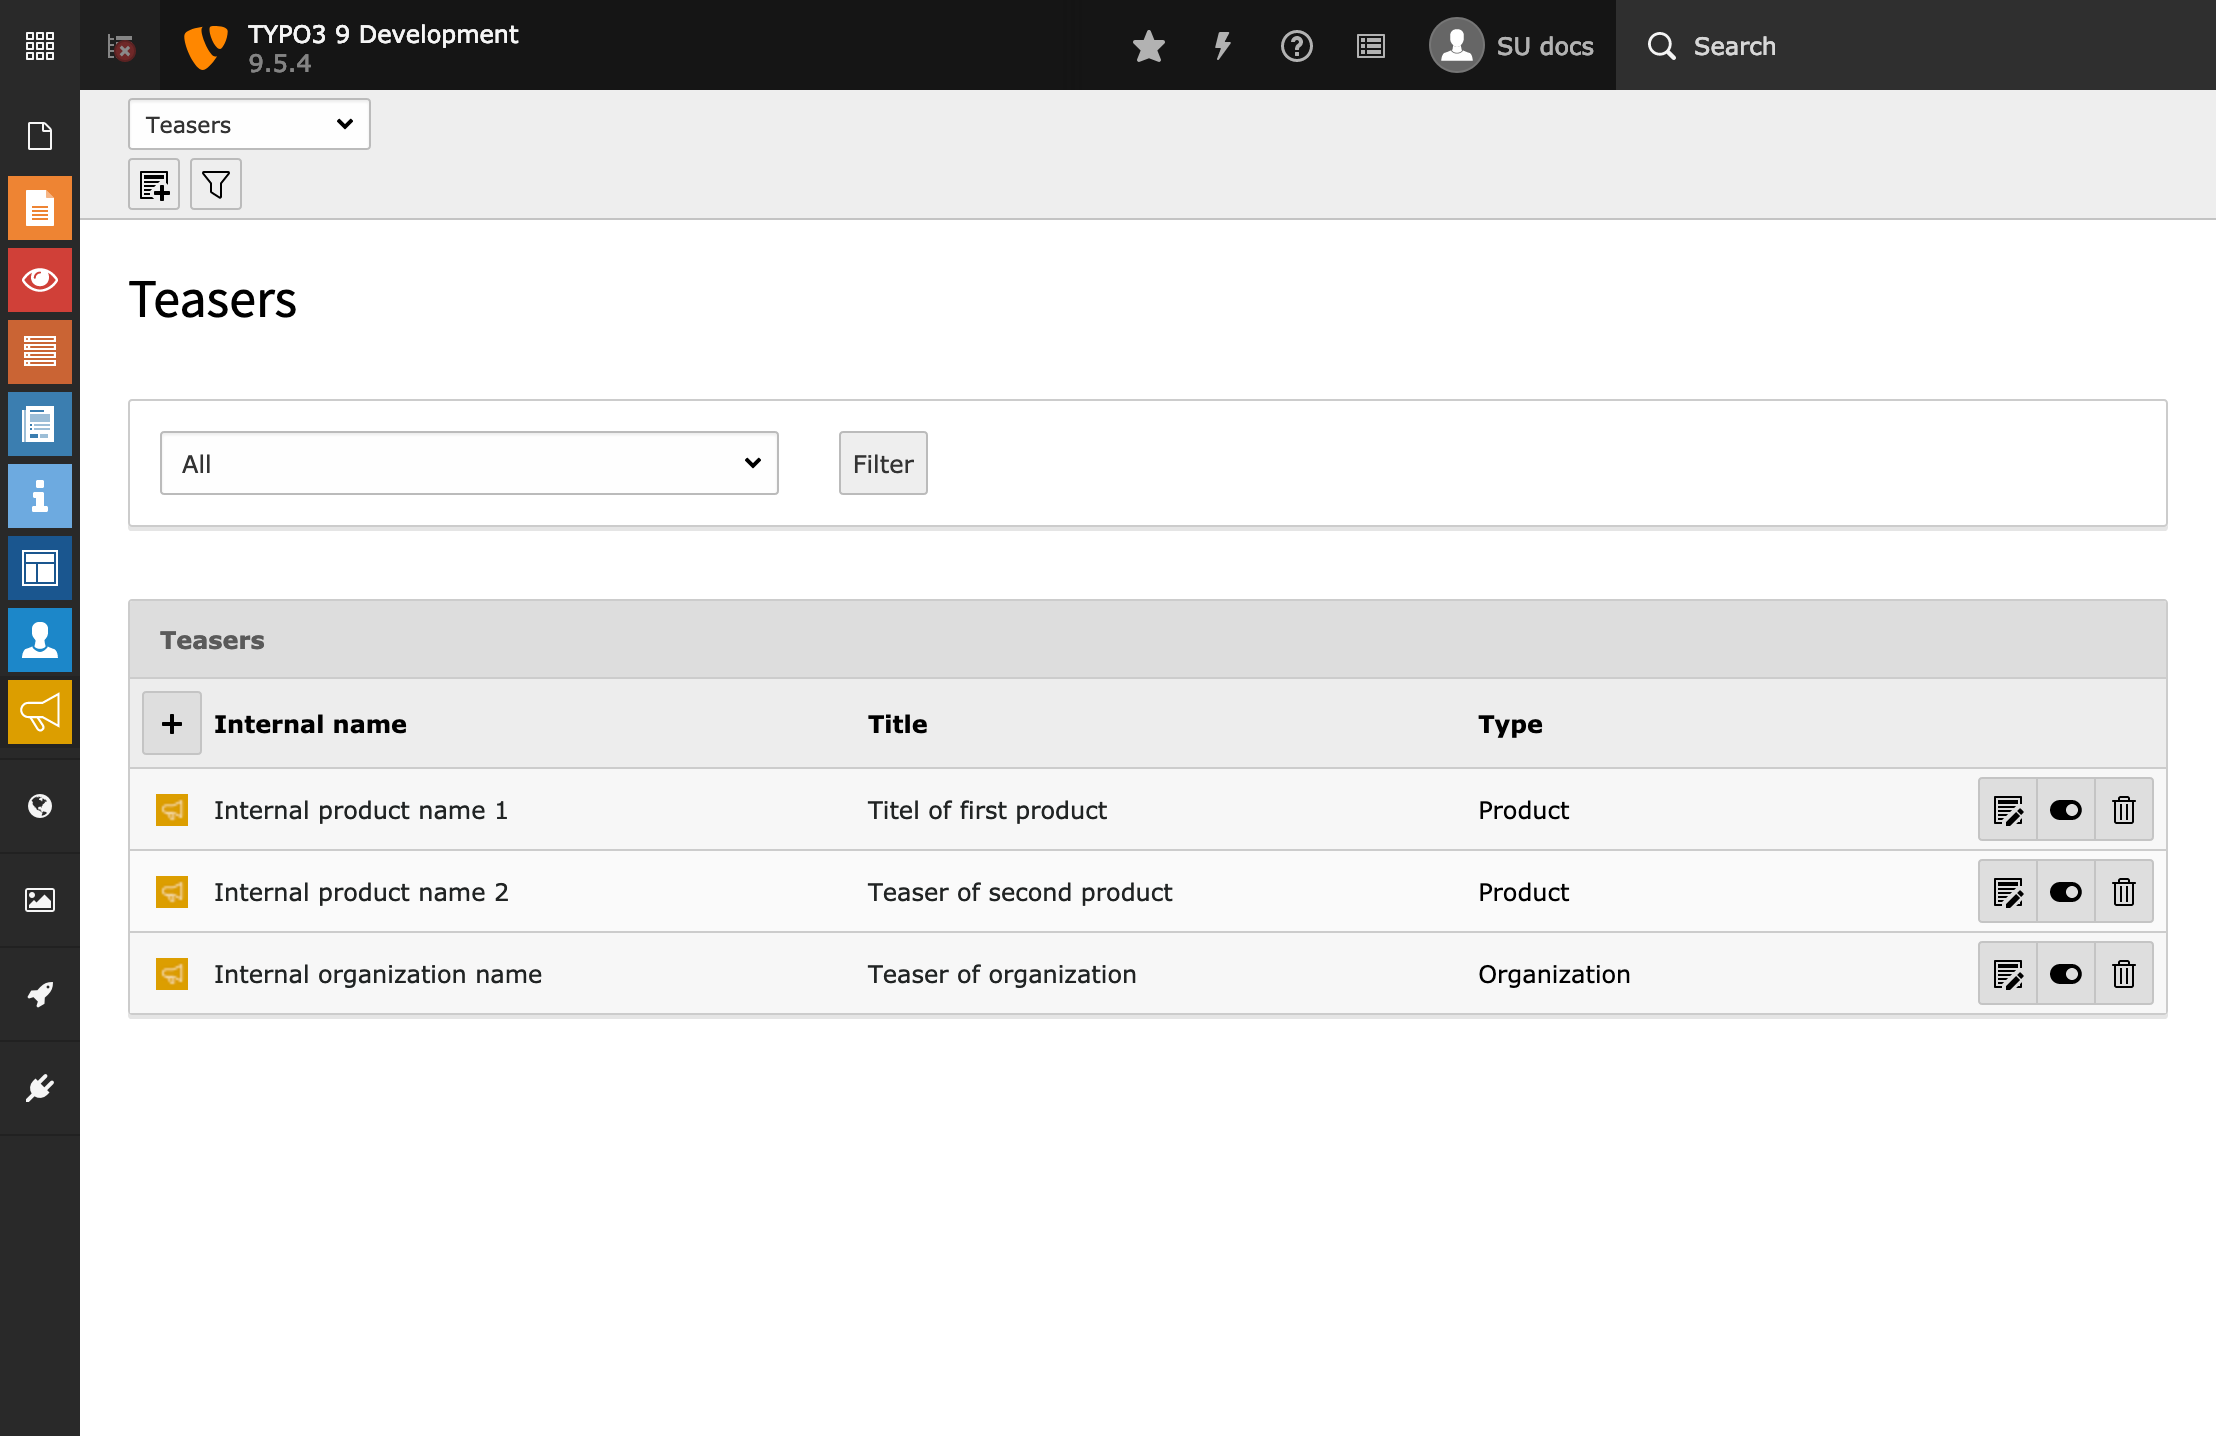 TYPO3 9 Development
9.5.4
SU docs
Search
Teasers
Teasers
All
Filter
Teasers
Internal name Title Type
Internal product name 1 Titel of first product Product
Internal product name 2 Teaser of second product Product
Internal organization name Teaser of organization Organization